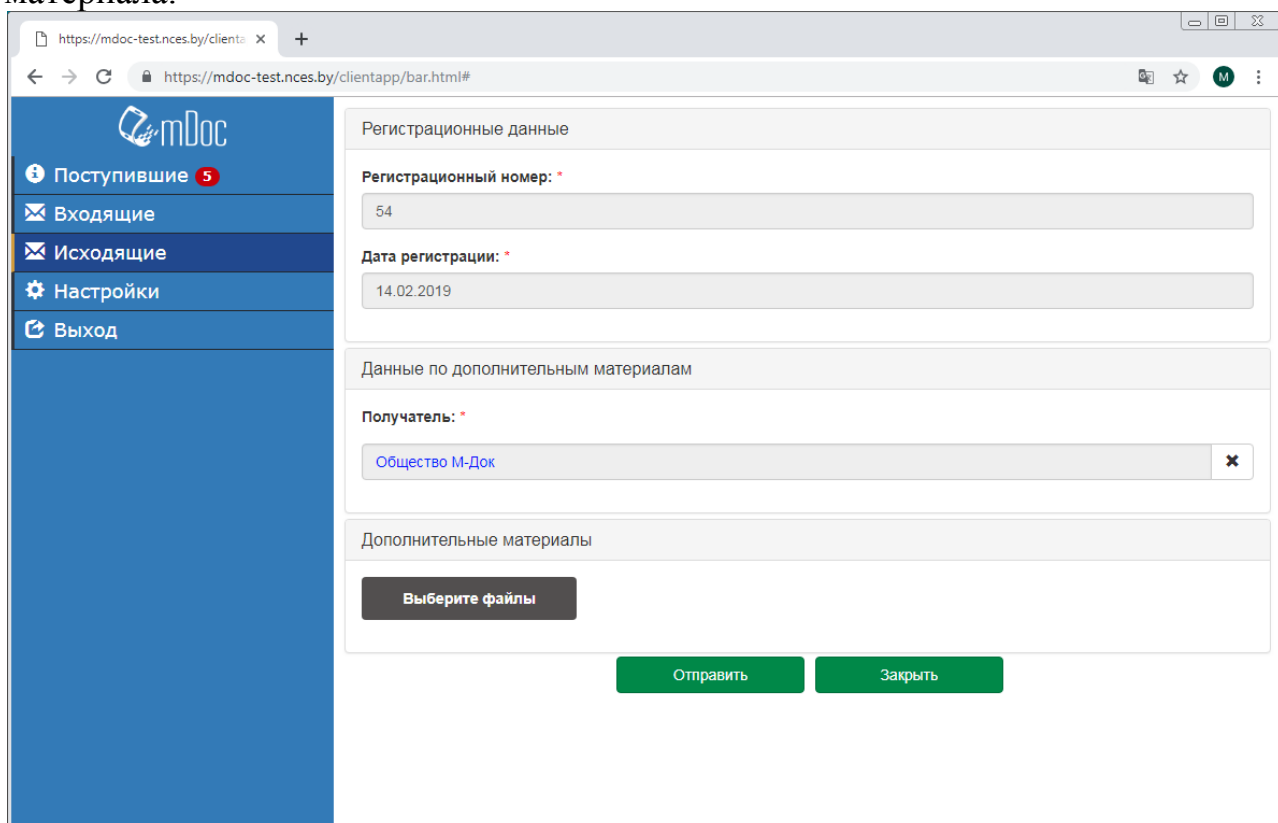 материала.
https://mdoc-test.nces.by/clienta
https://mdoc-test.nces.by/clientapp/bar.html#
M
mDoc
Поступившие 5
Входящие
Исходящие
Настройки
Выход
Регистрационные данные
Регистрационный номер: *
54
Дата регистрации: *
14.02.2019
Данные по дополнительным материалам
Получатель: *
Общество М-Док
Дополнительные материалы
Выберите файлы
Отправить Закрыть